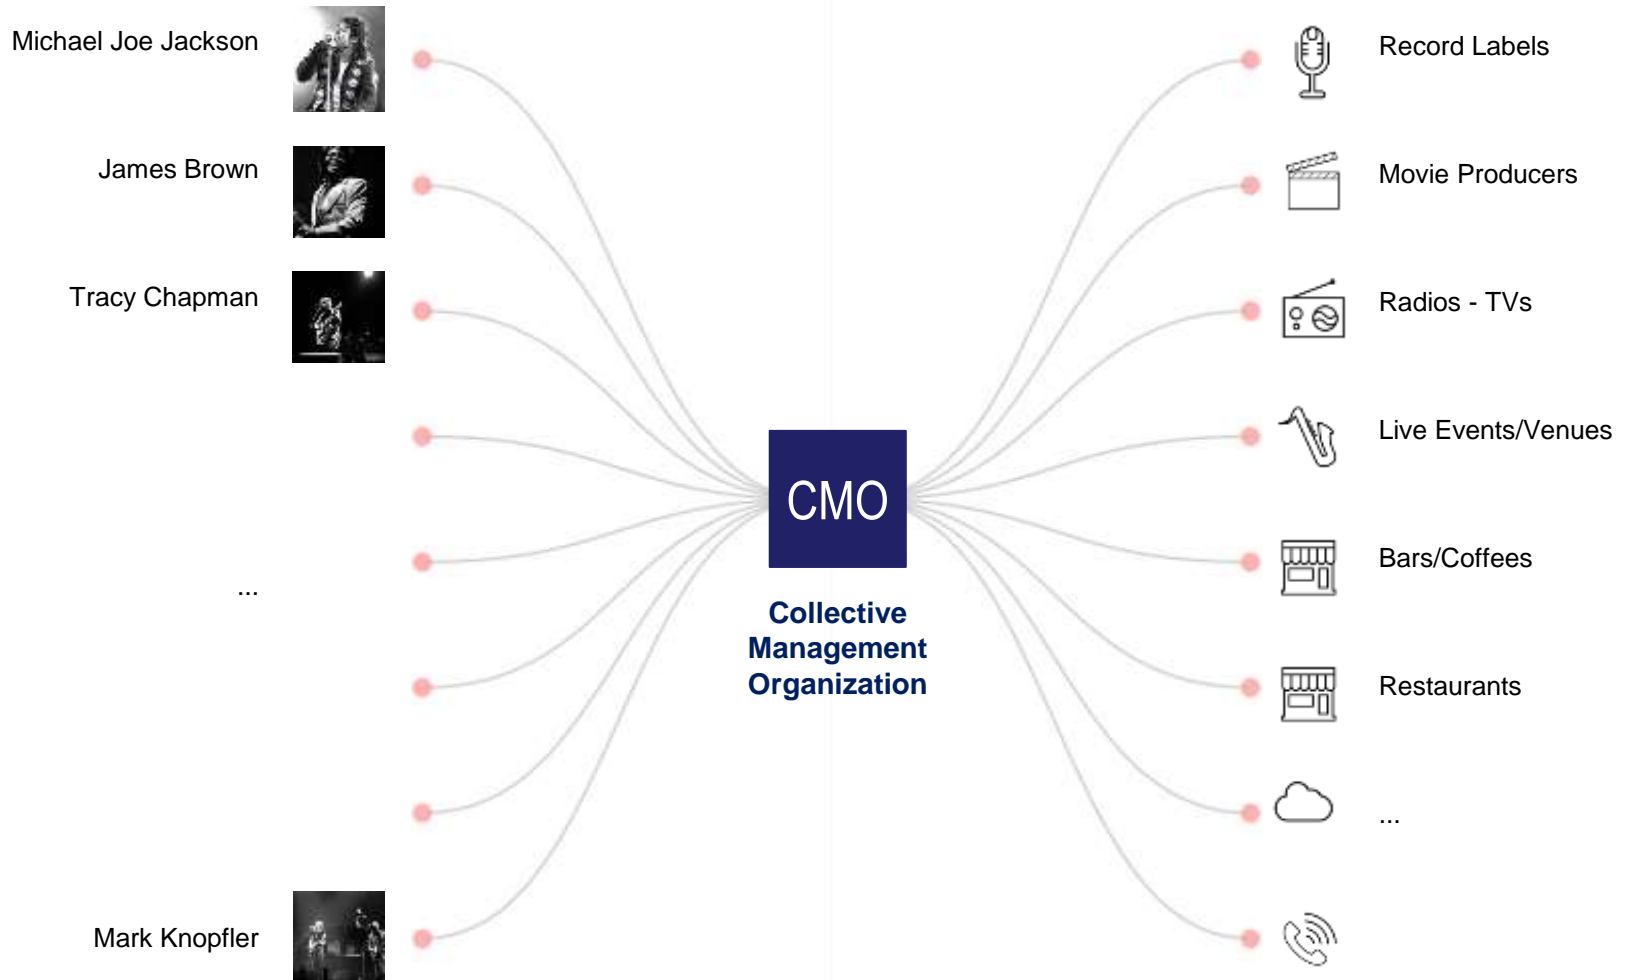 Michael Joe Jackson
James Brown
Tracy Chapman
...
Mark Knopfler
CMO
Collective
Management
Organization
Record Labels
Movie Producers
Radios - TVs
Live Events/Venues
Bars/Coffees
Restaurants
...